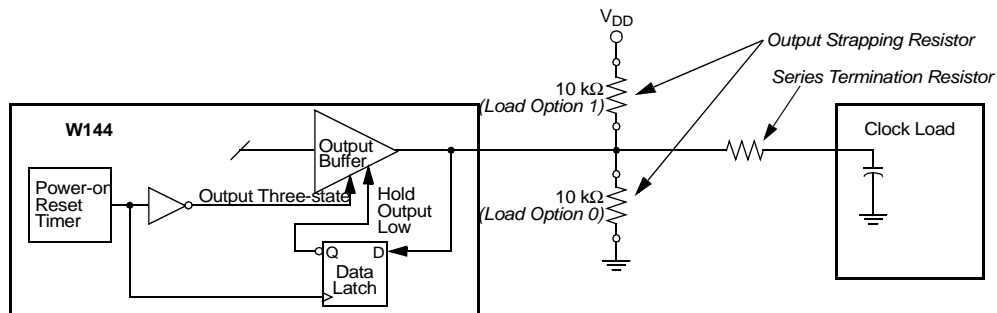 V_DD
Output Strapping Resistor
Series Termination Resistor
10 kΩ
(Load Option 1)
W144
Clock Load
Output
Buffer
Power-on
Reset
Timer
Output Three-state
Hold
Output
Low
10 kΩ
(Load Option 0)
Q
D
Data
Latch